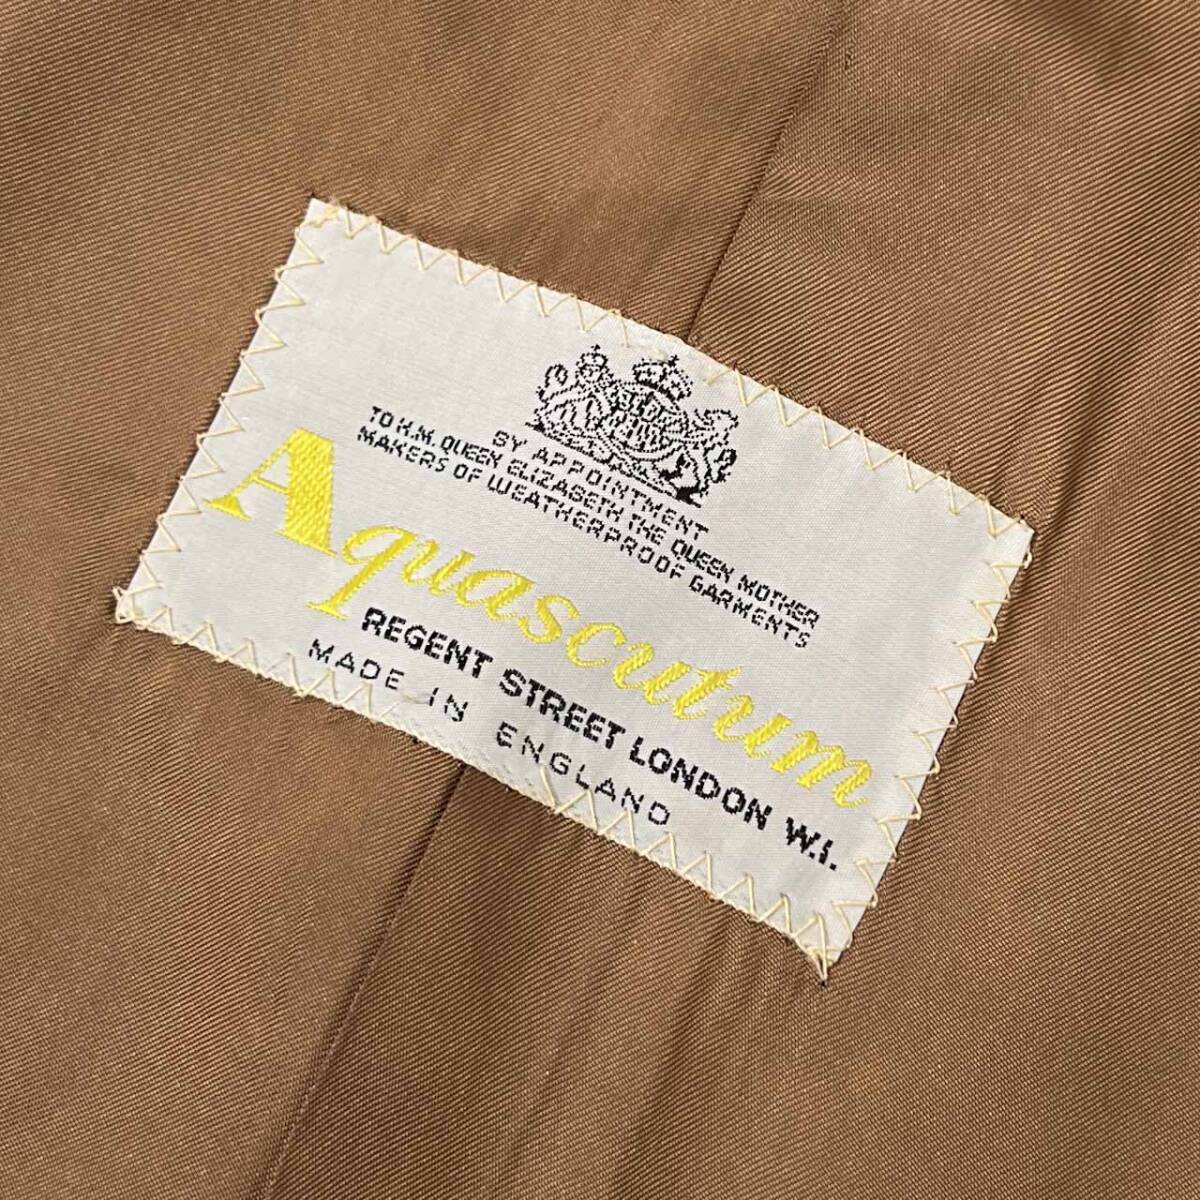 BY APPOINTMENT
TO H.M. QUEEN ELIZABETH THE QUEEN MOTHER
MAKERS OF WEATHERPROOF GARMENTS
Aquascutum
REGENT STREET LONDON W.I.
MADE IN ENGLAND